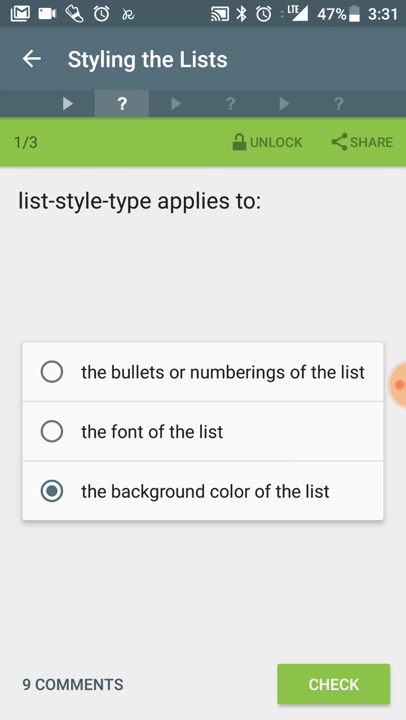 LTE 47% 3:31
Styling the Lists
? ? ?
1/3 UNLOCK SHARE
list-style-type applies to:
the bullets or numberings of the list
the font of the list
the background color of the list
9 COMMENTS CHECK